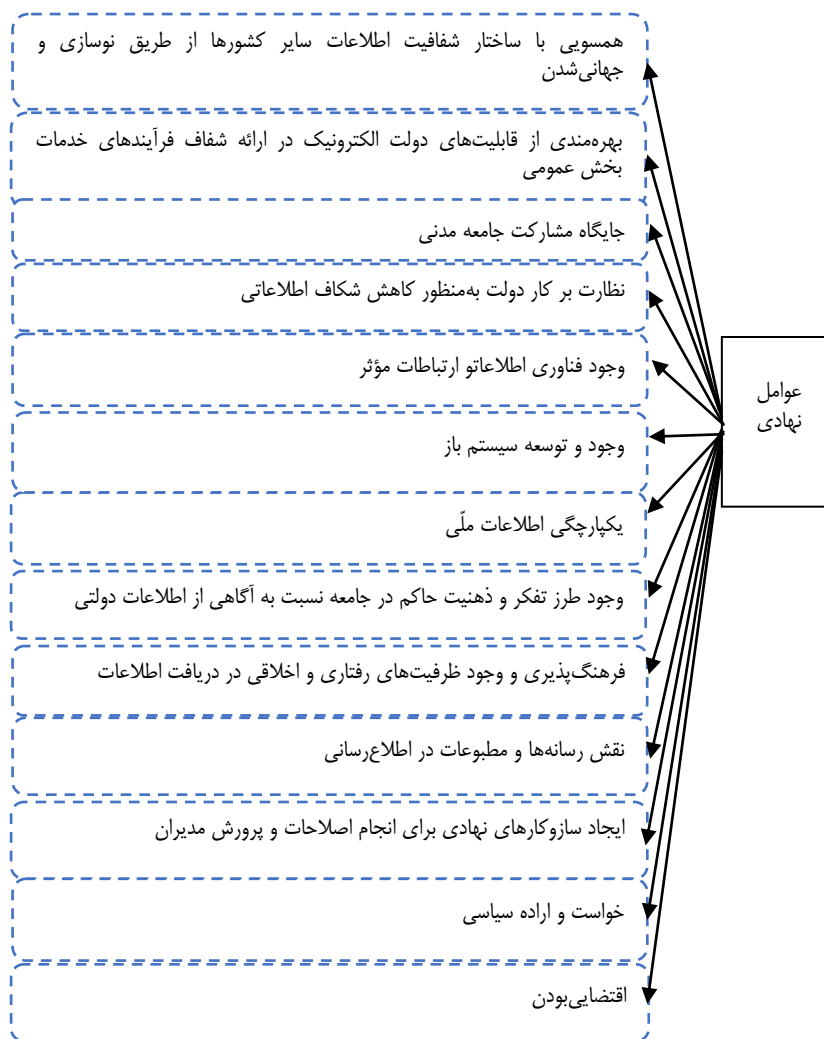 همسویی با ساختار شفافیت اطلاعات سایر کشورها از طریق نوسازی و
جهانی‌شدن
بهره‌مندی از قابلیت‌های دولت الکترونیک در ارائه شفاف فرآیندهای خدمات
بخش عمومی
جایگاه مشارکت جامعه مدنی
نظارت بر کار دولت به‌منظور کاهش شکاف اطلاعاتی
وجود فناوری اطلاعاتو ارتباطات مؤثر
عوامل
نهادی
وجود و توسعه سیستم باز
یکپارچگی اطلاعات ملّی
وجود طرز تفکر و ذهنیت حاکم در جامعه نسبت به آگاهی از اطلاعات دولتی
فرهنگ‌پذیری و وجود ظرفیت‌های رفتاری و اخلاقی در دریافت اطلاعات
نقش رسانه‌ها و مطبوعات در اطلاع‌رسانی
ایجاد سازوکارهای نهادی برای انجام اصلاحات و پرورش مدیران
خواست و اراده سیاسی
اقتضایی‌بودن